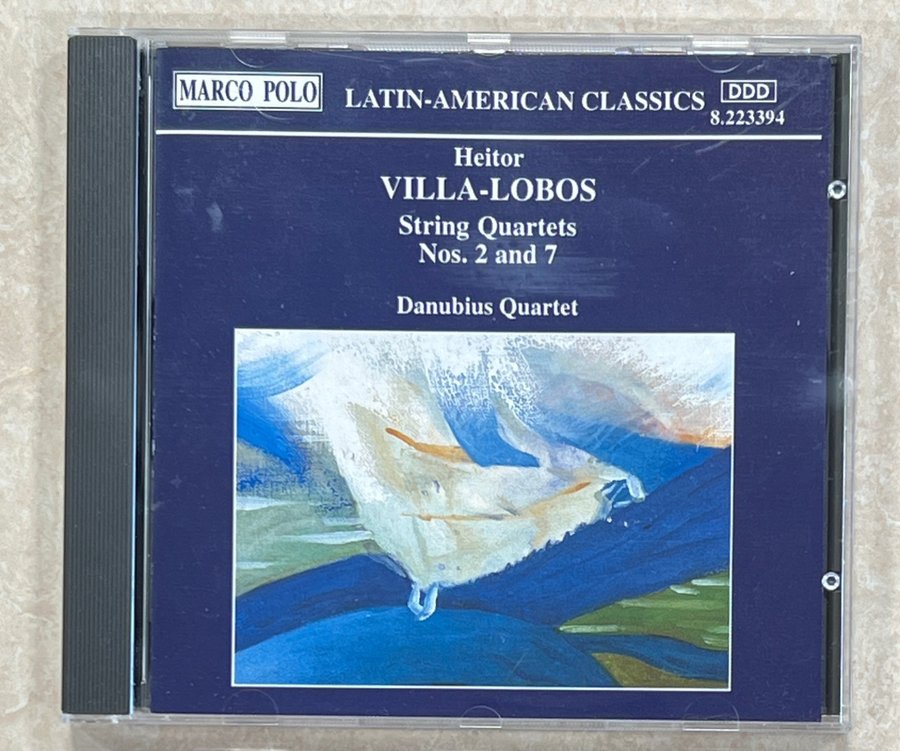 MARCO POLO
LATIN-AMERICAN CLASSICS
DDD
8.223394
Heitor
VILLA-LOBOS
String Quartets
Nos. 2 and 7
Danubius Quartet